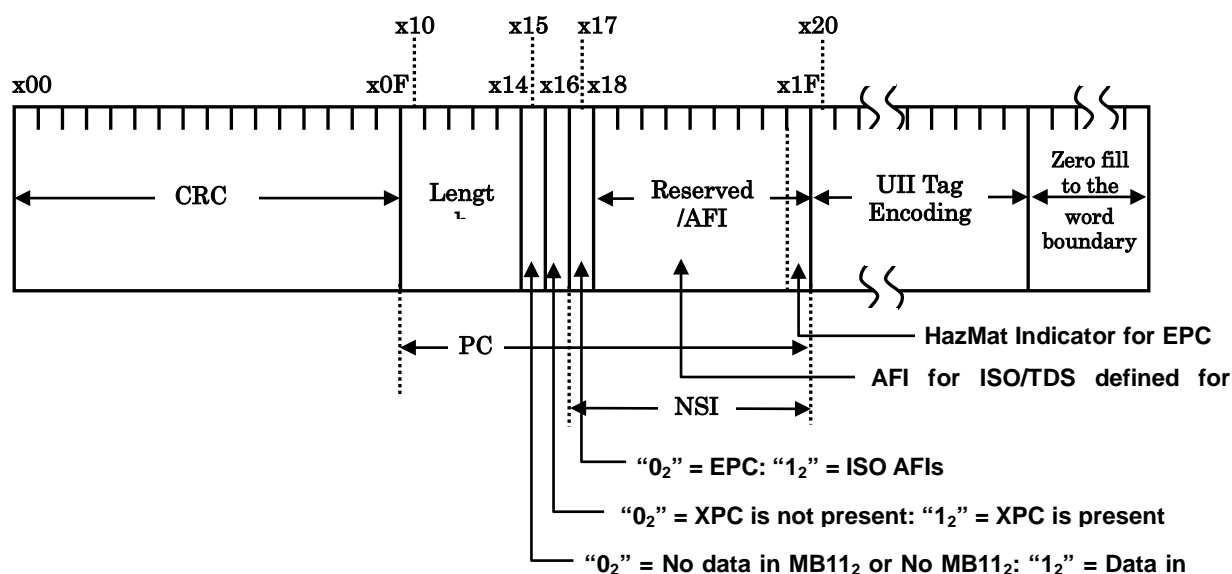 x10 x15 x17 x20
x00 x0F x14 x16 x18 x1F
CRC
Lengt
Reserved
/AFI
UII Tag
Encoding
Zero fill
to the
word
boundary
PC
HazMat Indicator for EPC
AFI for ISO/TDS defined for
NSI
“0₂” = EPC: “1₂” = ISO AFIs
“0₂” = XPC is not present: “1₂” = XPC is present
“0₂” = No data in MB11₂ or No MB11₂: “1₂” = Data in